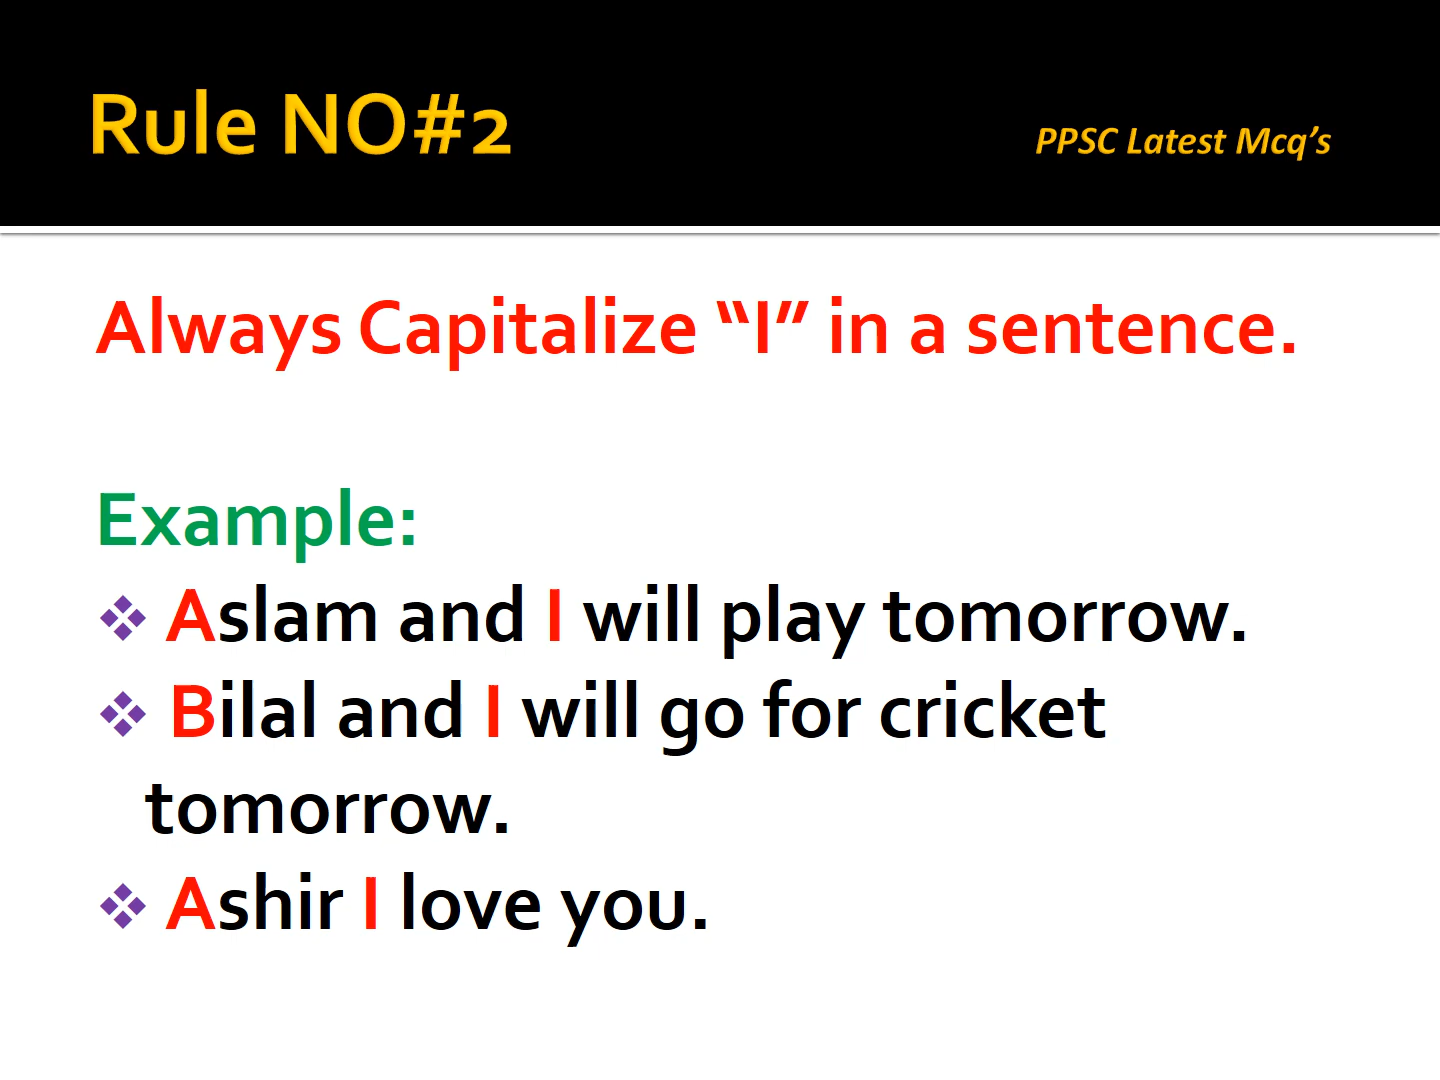 Rule NO#2
PPSC Latest Mcq’s
Always Capitalize “I” in a sentence.
Example:
❖ Aslam and I will play tomorrow.
❖ Bilal and I will go for cricket
tomorrow.
❖ Ashir I love you.